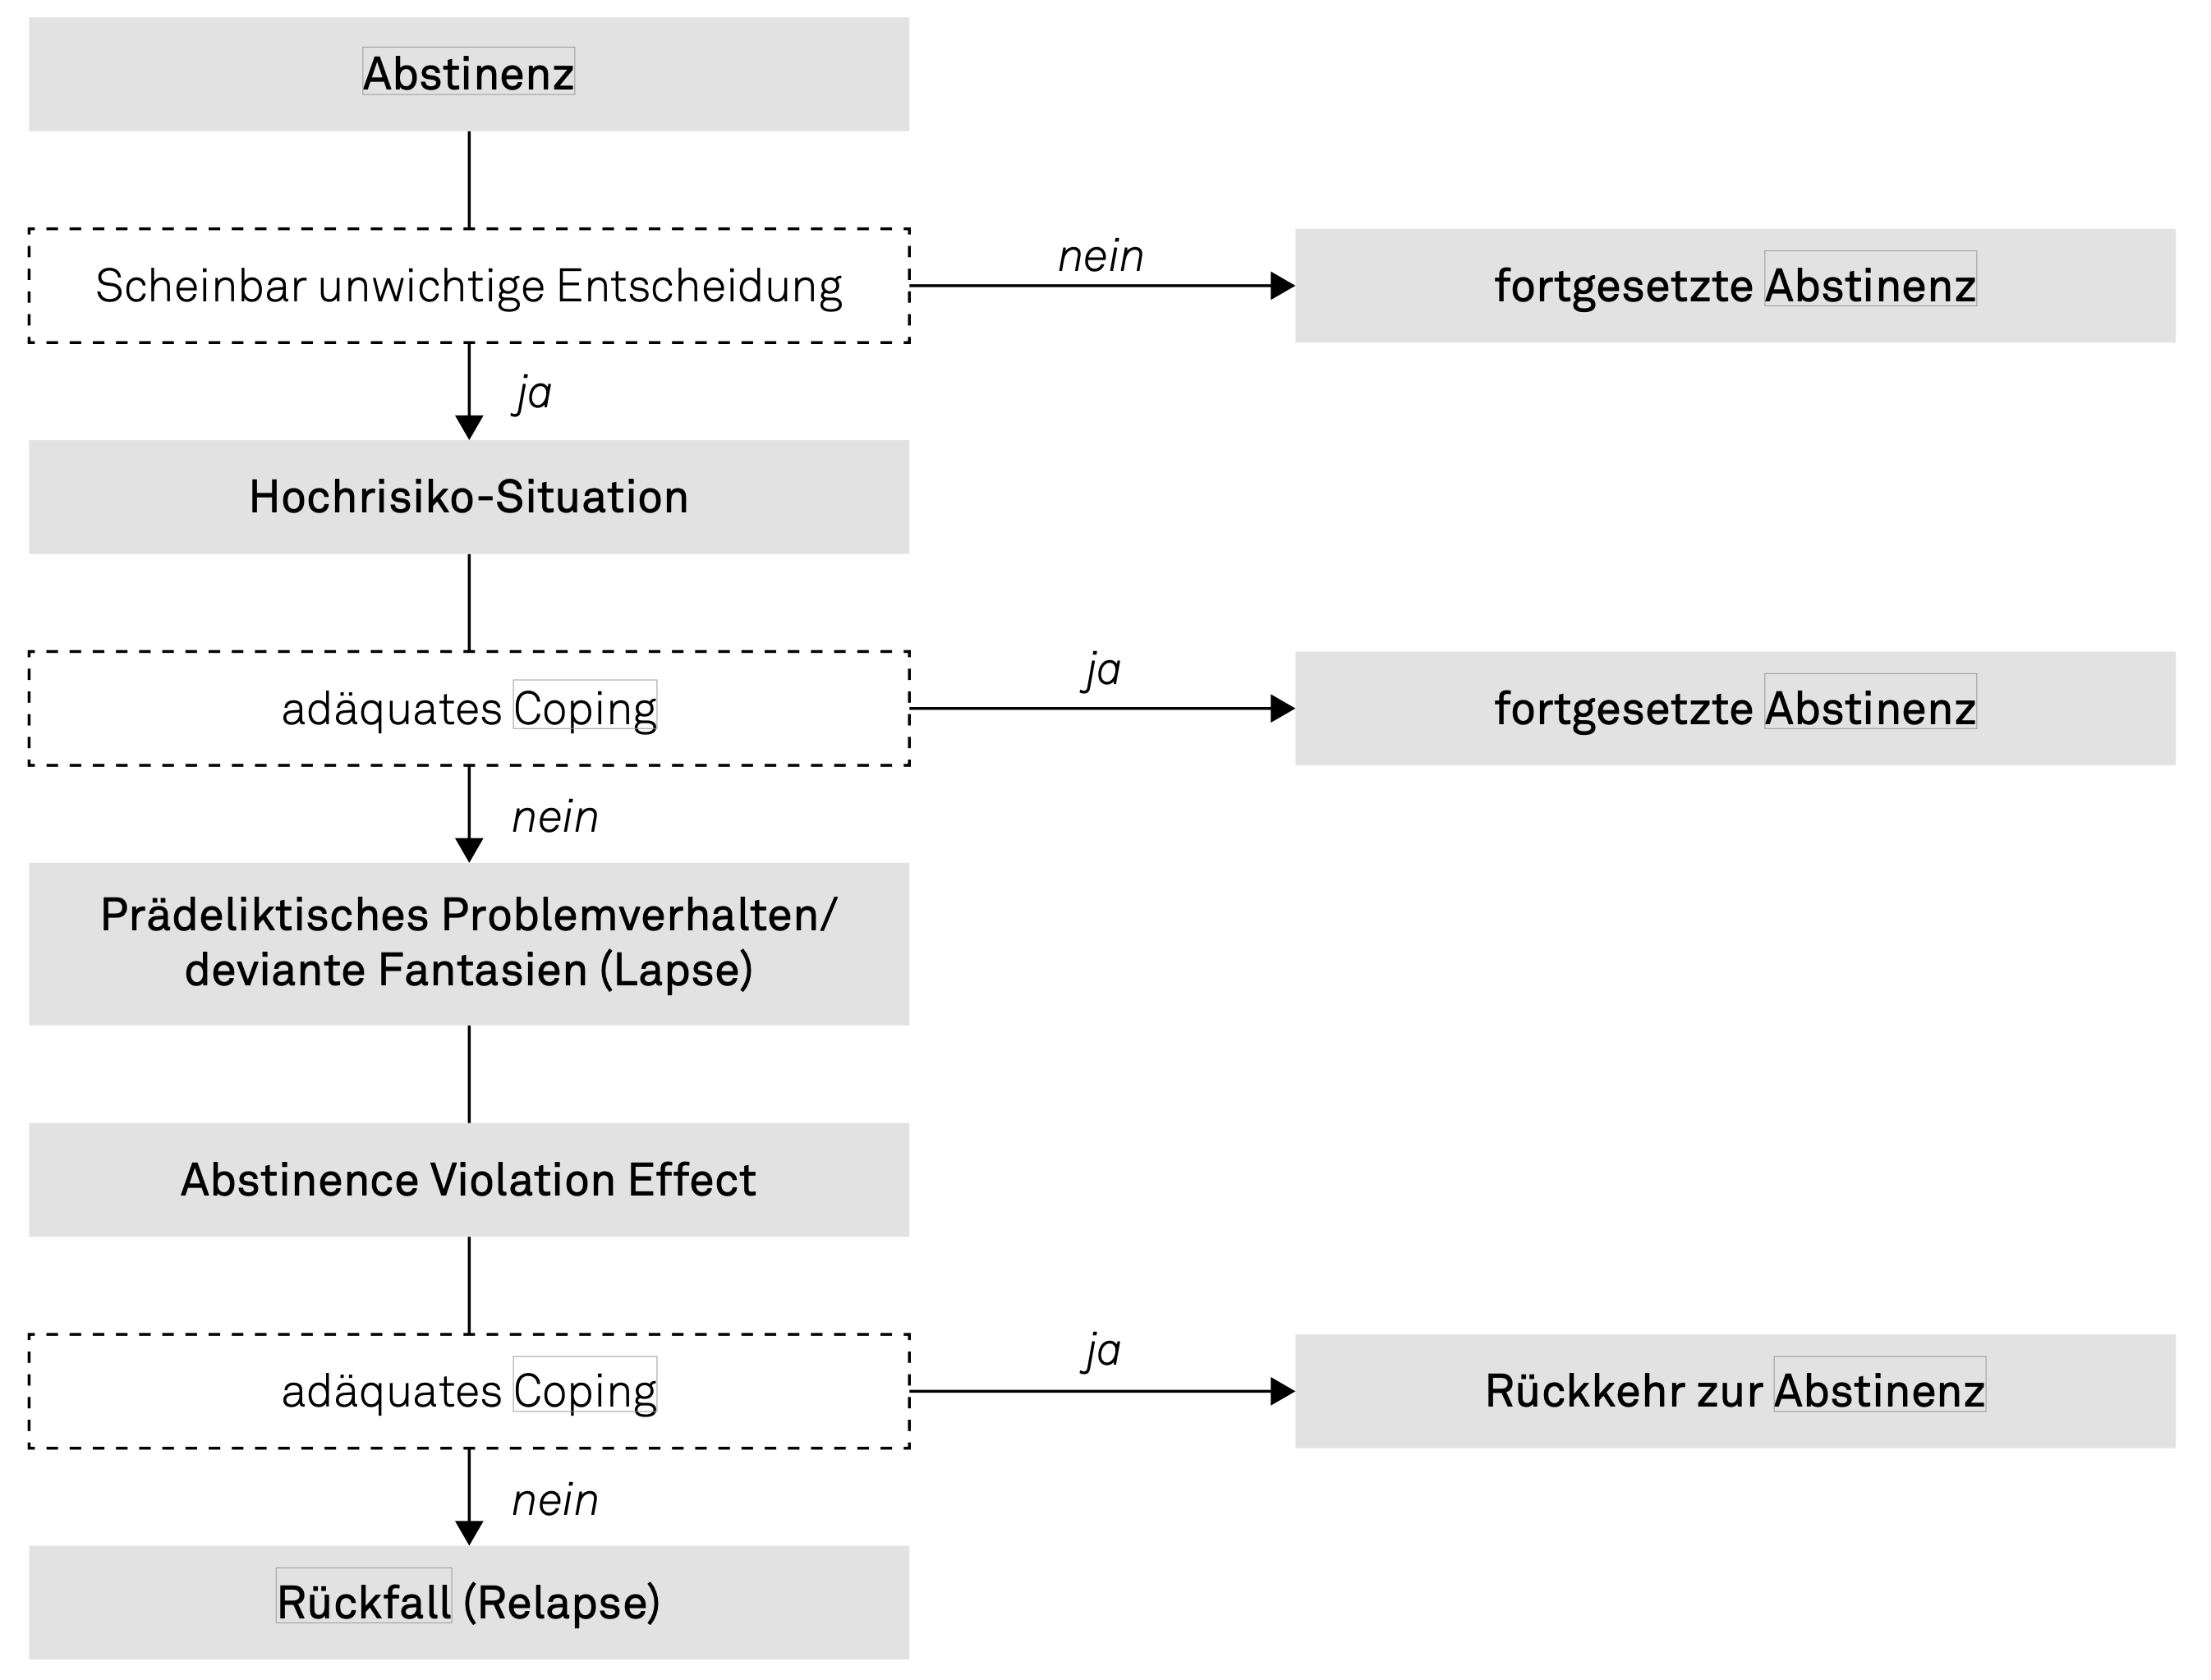 Abstinenz
Scheinbar unwichtige Entscheidung
nein
fortgesetzte Abstinenz
ja
Hochrisiko-Situation
adäquates Coping
ja
fortgesetzte Abstinenz
nein
Prädeliktisches Problemverhalten/
deviante Fantasien (Lapse)
Abstinence Violation Effect
adäquates Coping
ja
Rückkehr zur Abstinenz
nein
Rückfall (Relapse)